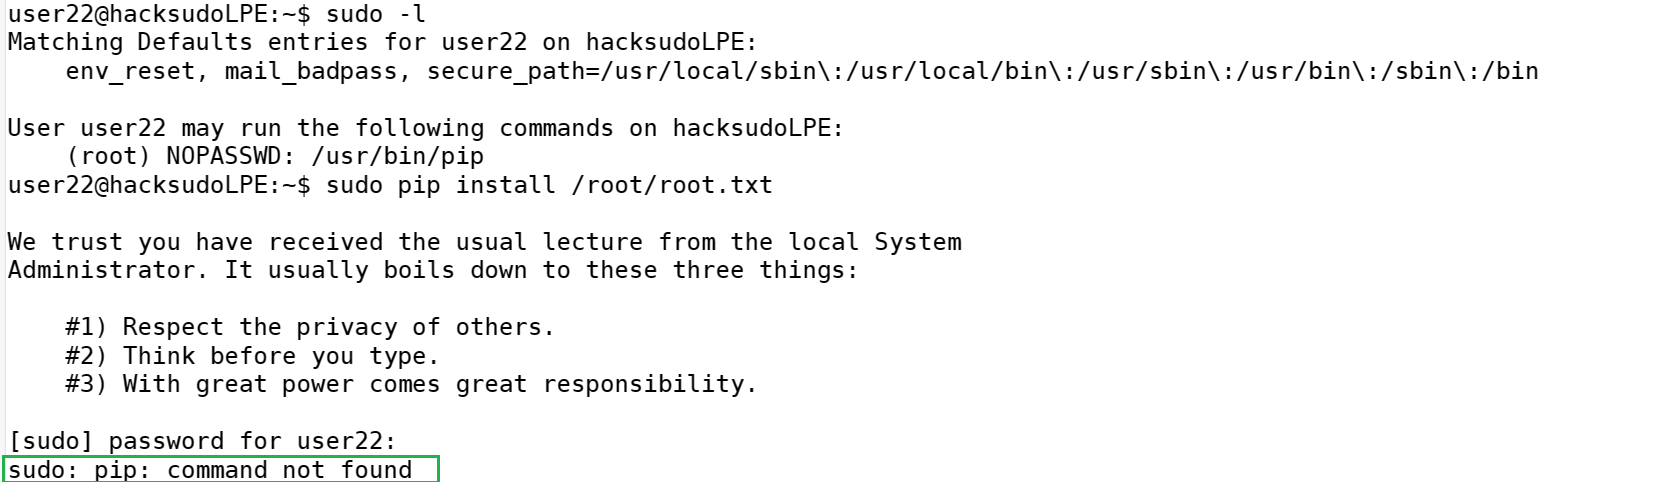 user22@hacksudoLPE:~$ sudo -l
Matching Defaults entries for user22 on hacksudoLPE:
    env_reset, mail_badpass, secure_path=/usr/local/sbin\:/usr/local/bin\:/usr/sbin\:/usr/bin\:/sbin\:/bin

User user22 may run the following commands on hacksudoLPE:
    (root) NOPASSWD: /usr/bin/pip
user22@hacksudoLPE:~$ sudo pip install /root/root.txt

We trust you have received the usual lecture from the local System
Administrator. It usually boils down to these three things:

    #1) Respect the privacy of others.
    #2) Think before you type.
    #3) With great power comes great responsibility.

[sudo] password for user22:
sudo: pip: command not found